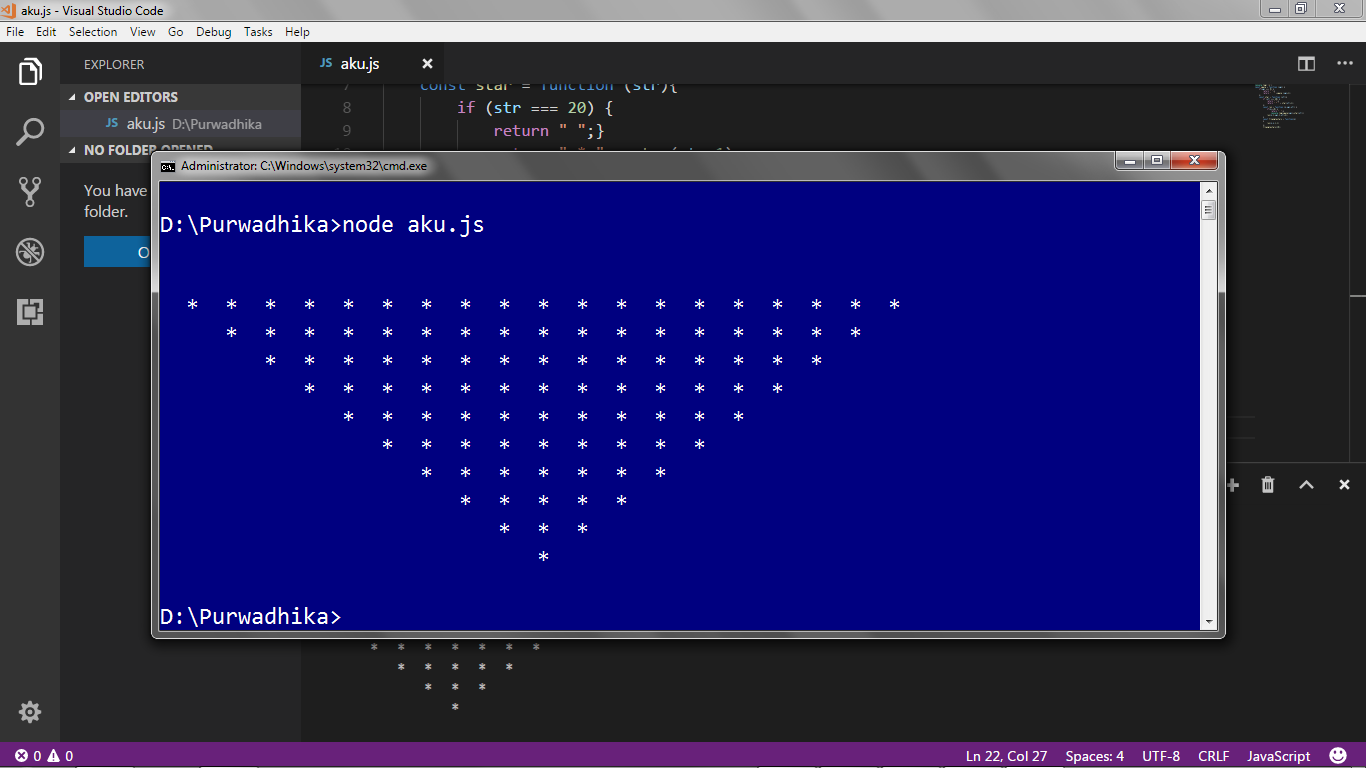 aku.js - Visual Studio Code
File Edit Selection View Go Debug Tasks Help
EXPLORER
OPEN EDITORS
JS aku.js D:\Purwadhika
NO FOLDER OPENED
You have
folder.
O
JS aku.js
7 const star = function (str){
8 if (str === 20) {
9 return " ";}
Administrator: C:\Windows\system32\cmd.exe
D:\Purwadhika>node aku.js
* * * * * * * * * * * * * * * * * * *
* * * * * * * * * * * * * * * * *
* * * * * * * * * * * * * * *
* * * * * * * * * * * * *
* * * * * * * * * * *
* * * * * * * * *
* * * * * * *
* * * * *
* * *
*
D:\Purwadhika>
* * * * * * *
* * * * *
* * *
*
0 0 Ln 22, Col 27 Spaces: 4 UTF-8 CRLF JavaScript